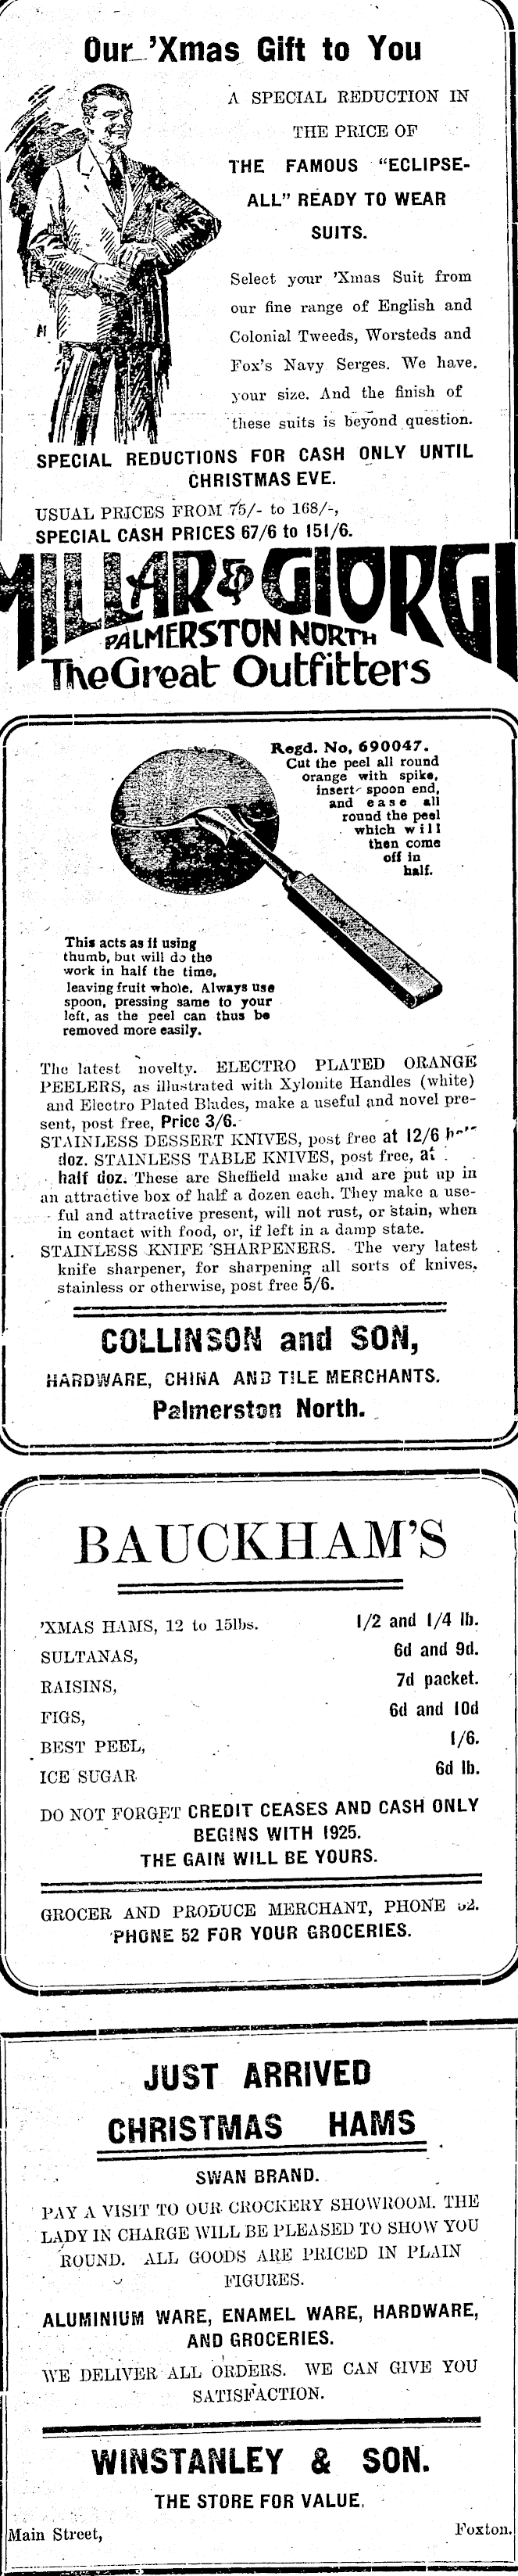 Our 'Xmas Gift to You
A SPECIAL REDUCTION IN
THE PRICE OF
THE FAMOUS "ECLIPSE-
ALL" READY TO WEAR
SUITS.
Select your 'Xmas Suit from
our fine range of English and
Colonial Tweeds, Worsteds and
Fox's Navy Serges. We have.
your size. And the finish of
these suits is beyond question.
SPECIAL REDUCTIONS FOR CASH ONLY UNTIL
CHRISTMAS EVE.
USUAL PRICES FROM 75/- to 168/-,
SPECIAL CASH PRICES 67/6 to 151/6.
MILLAR & GIORGI
PALMERSTON NORTH
The Great Outfitters
Regd. No, 690047.
Cut the peel all round
orange with spike,
insert spoon end,
and ease all
round the peel
which will
then come
off in
half.
This acts as if using
thumb, but will do the
work in half the time,
leaving fruit whole. Always use
spoon, pressing same to your
left, as the peel can thus be
removed more easily.
The latest novelty. ELECTRO PLATED ORANGE
PEELERS, as illustrated with Xylonite Handles (white)
and Electro Plated Blades, make a useful and novel pre-
sent, post free, Price 3/6.
STAINLESS DESSERT KNIVES, post free at 12/6
doz. STAINLESS TABLE KNIVES, post free, at
half doz. These are Sheffield make and are put up in
an attractive box of half a dozen each. They make a use-
ful and attractive present, will not rust, or stain, when
in contact with food, or, if left in a damp state.
STAINLESS KNIFE SHARPENERS. The very latest
knife sharpener, for sharpening all sorts of knives,
stainless or otherwise, post free 5/6.
COLLINSON and SON,
HARDWARE, CHINA AND TILE MERCHANTS.
Palmerston North.
BAUCKHAM'S
'XMAS HAMS, 12 to 15lbs. 1/2 and 1/4 lb.
SULTANAS, 6d and 9d.
RAISINS, 7d packet.
FIGS, 6d and 10d
BEST PEEL, 1/6.
ICE SUGAR 6d lb.
DO NOT FORGET CREDIT CEASES AND CASH ONLY
BEGINS WITH 1925.
THE GAIN WILL BE YOURS.
GROCER AND PRODUCE MERCHANT, PHONE 52.
PHONE 52 FOR YOUR GROCERIES.
JUST ARRIVED
CHRISTMAS HAMS
SWAN BRAND.
PAY A VISIT TO OUR CROCKERY SHOWROOM. THE
LADY IN CHARGE WILL BE PLEASED TO SHOW YOU
ROUND. ALL GOODS ARE PRICED IN PLAIN
FIGURES.
ALUMINIUM WARE, ENAMEL WARE, HARDWARE,
AND GROCERIES.
WE DELIVER ALL ORDERS. WE CAN GIVE YOU
SATISFACTION.
WINSTANLEY & SON.
THE STORE FOR VALUE.
Main Street, Foxton.